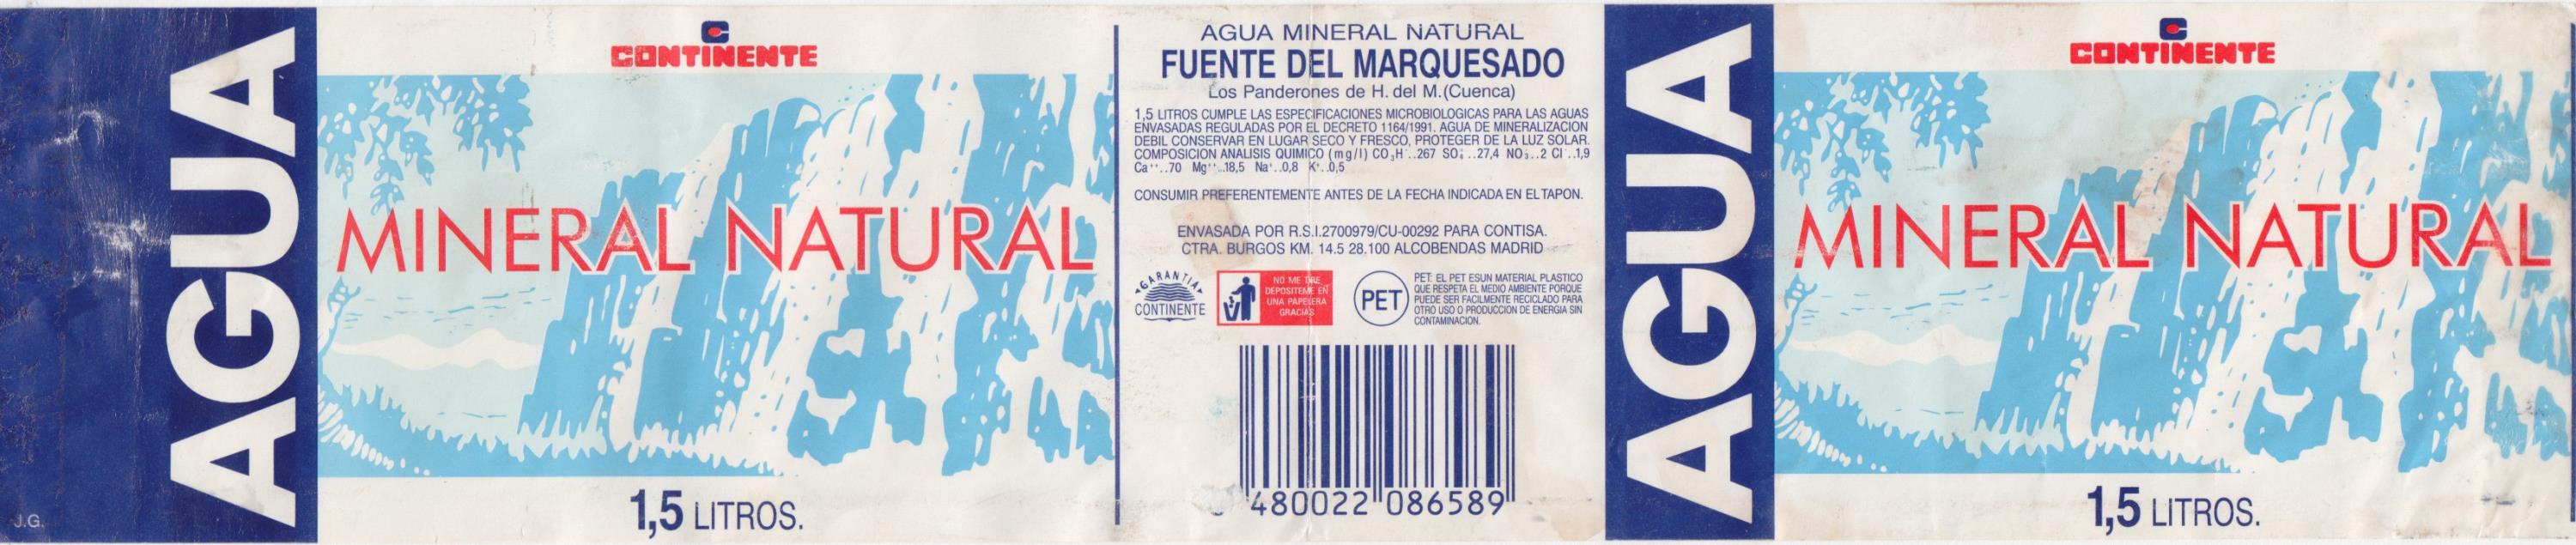 AGUA
C
CONTINENTE
MINERAL NATURAL
1,5 LITROS.
J.G.
AGUA MINERAL NATURAL
FUENTE DEL MARQUESADO
Los Panderones de H. del M.(Cuenca)
1,5 LITROS CUMPLE LAS ESPECIFICACIONES MICROBIOLOGICAS PARA LAS AGUAS
ENVASADAS REGULADAS POR EL DECRETO 1164/1991. AGUA DE MINERALIZACION
DEBIL CONSERVAR EN LUGAR SECO Y FRESCO, PROTEGER DE LA LUZ SOLAR.
COMPOSICION ANALISIS QUIMICO (mg/l) CO₃H⁻..267 SO₄⁼..27,4 NO₃⁻..2 Cl⁻..1,9
Ca⁺⁺..70 Mg⁺⁺..18,5 Na⁺..0,8 K⁺..0,5
CONSUMIR PREFERENTEMENTE ANTES DE LA FECHA INDICADA EN EL TAPON.
ENVASADA POR R.S.I.2700979/CU-00292 PARA CONTISA.
CTRA. BURGOS KM. 14.5 28.100 ALCOBENDAS MADRID
GARANTIA
CONTINENTE
NO ME TIRE
DEPOSITEME EN
UNA PAPELERA
GRACIAS
PET
PET: EL PET ESUN MATERIAL PLASTICO
QUE RESPETA EL MEDIO AMBIENTE PORQUE
PUEDE SER FACILMENTE RECICLADO PARA
OTRO USO O PRODUCCION DE ENERGIA SIN
CONTAMINACION.
480022 086589
AGUA
C
CONTINENTE
MINERAL NATURAL
1,5 LITROS.